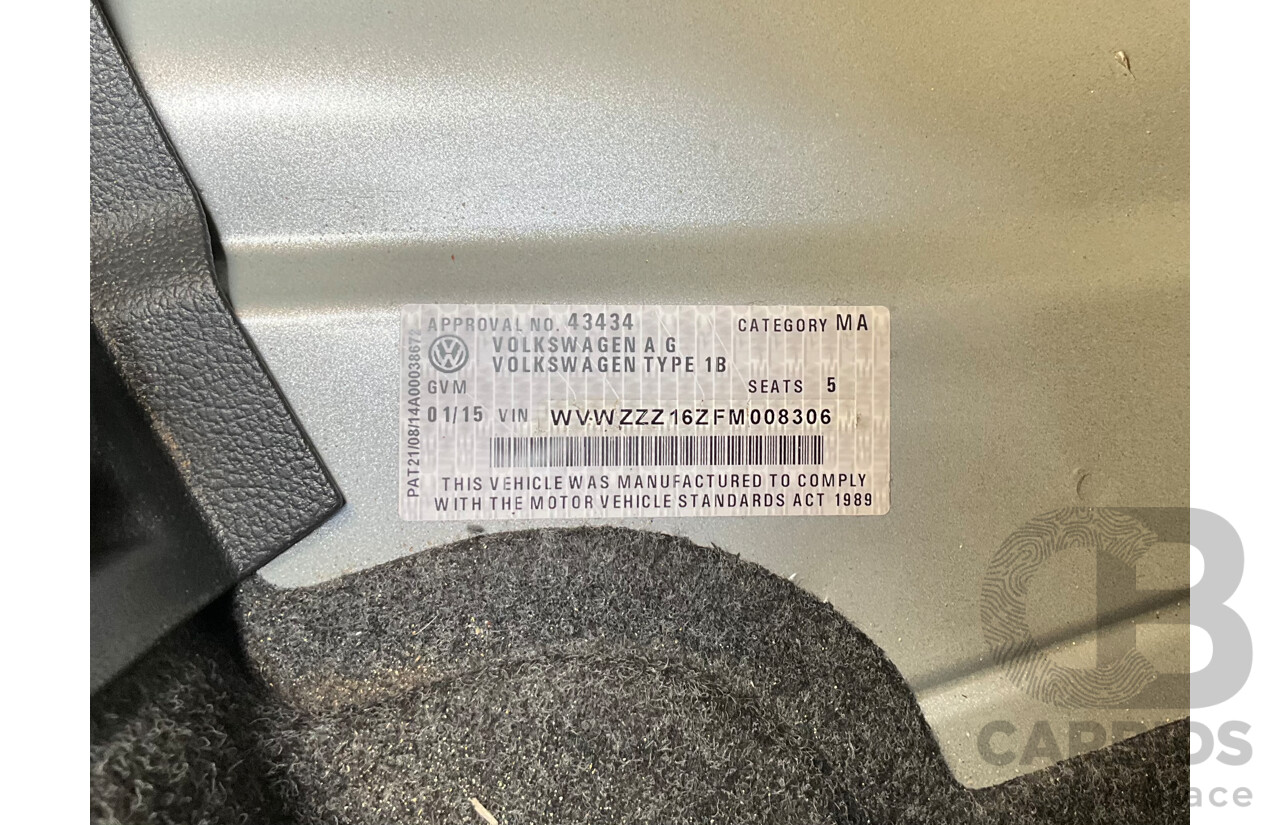 APPROVAL NO. 43434 CATEGORY MA
VOLKSWAGEN A G
VOLKSWAGEN TYPE 1B
GVM SEATS 5
01/15 VIN WVWZZZ16ZFM008306
THIS VEHICLE WAS MANUFACTURED TO COMPLY
WITH THE MOTOR VEHICLE STANDARDS ACT 1989
CB